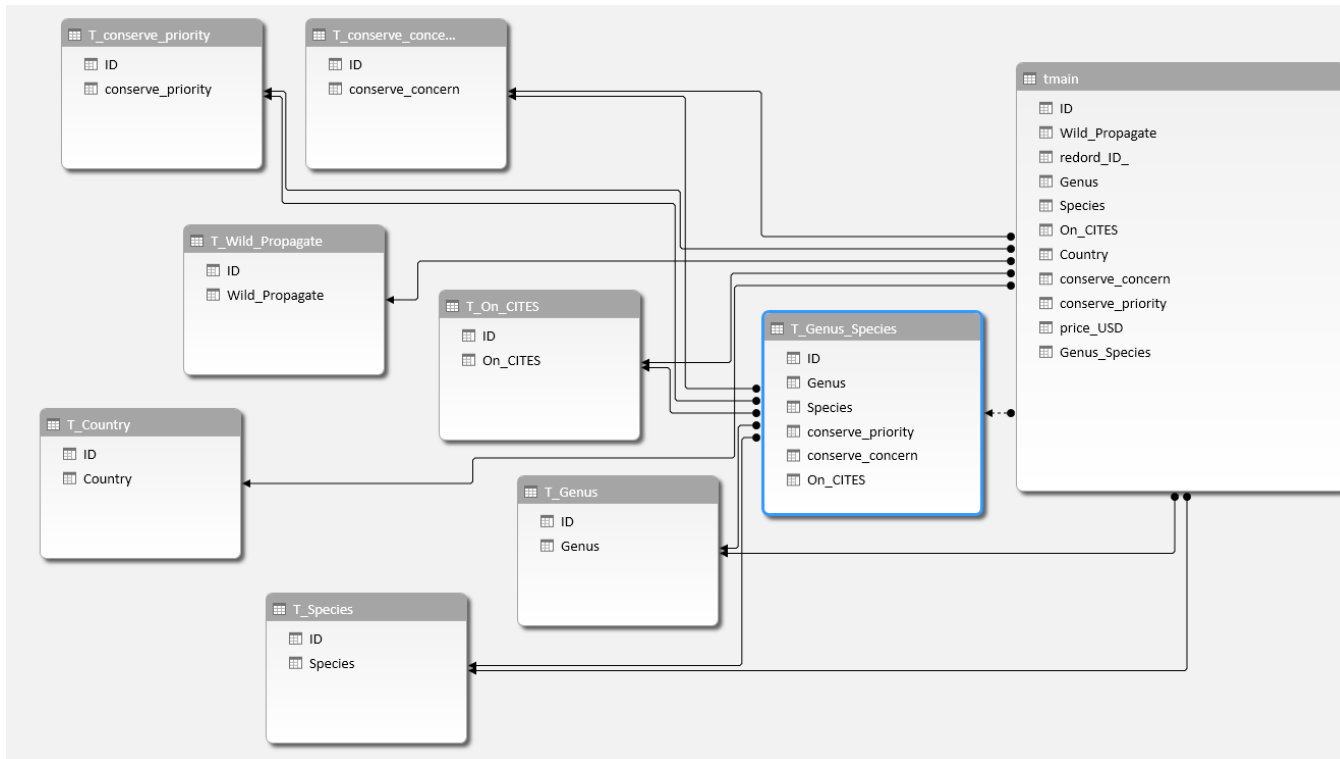 T_conserve_priority
ID
conserve_priority
T_conserve_conce...
ID
conserve_concern
tmain
ID
Wild_Propagate
redord_ID_
Genus
Species
On_CITES
Country
conserve_concern
conserve_priority
price_USD
Genus_Species
T_Wild_Propagate
ID
Wild_Propagate
T_On_CITES
ID
On_CITES
T_Genus_Species
ID
Genus
Species
conserve_priority
conserve_concern
On_CITES
T_Country
ID
Country
T_Genus
ID
Genus
T_Species
ID
Species